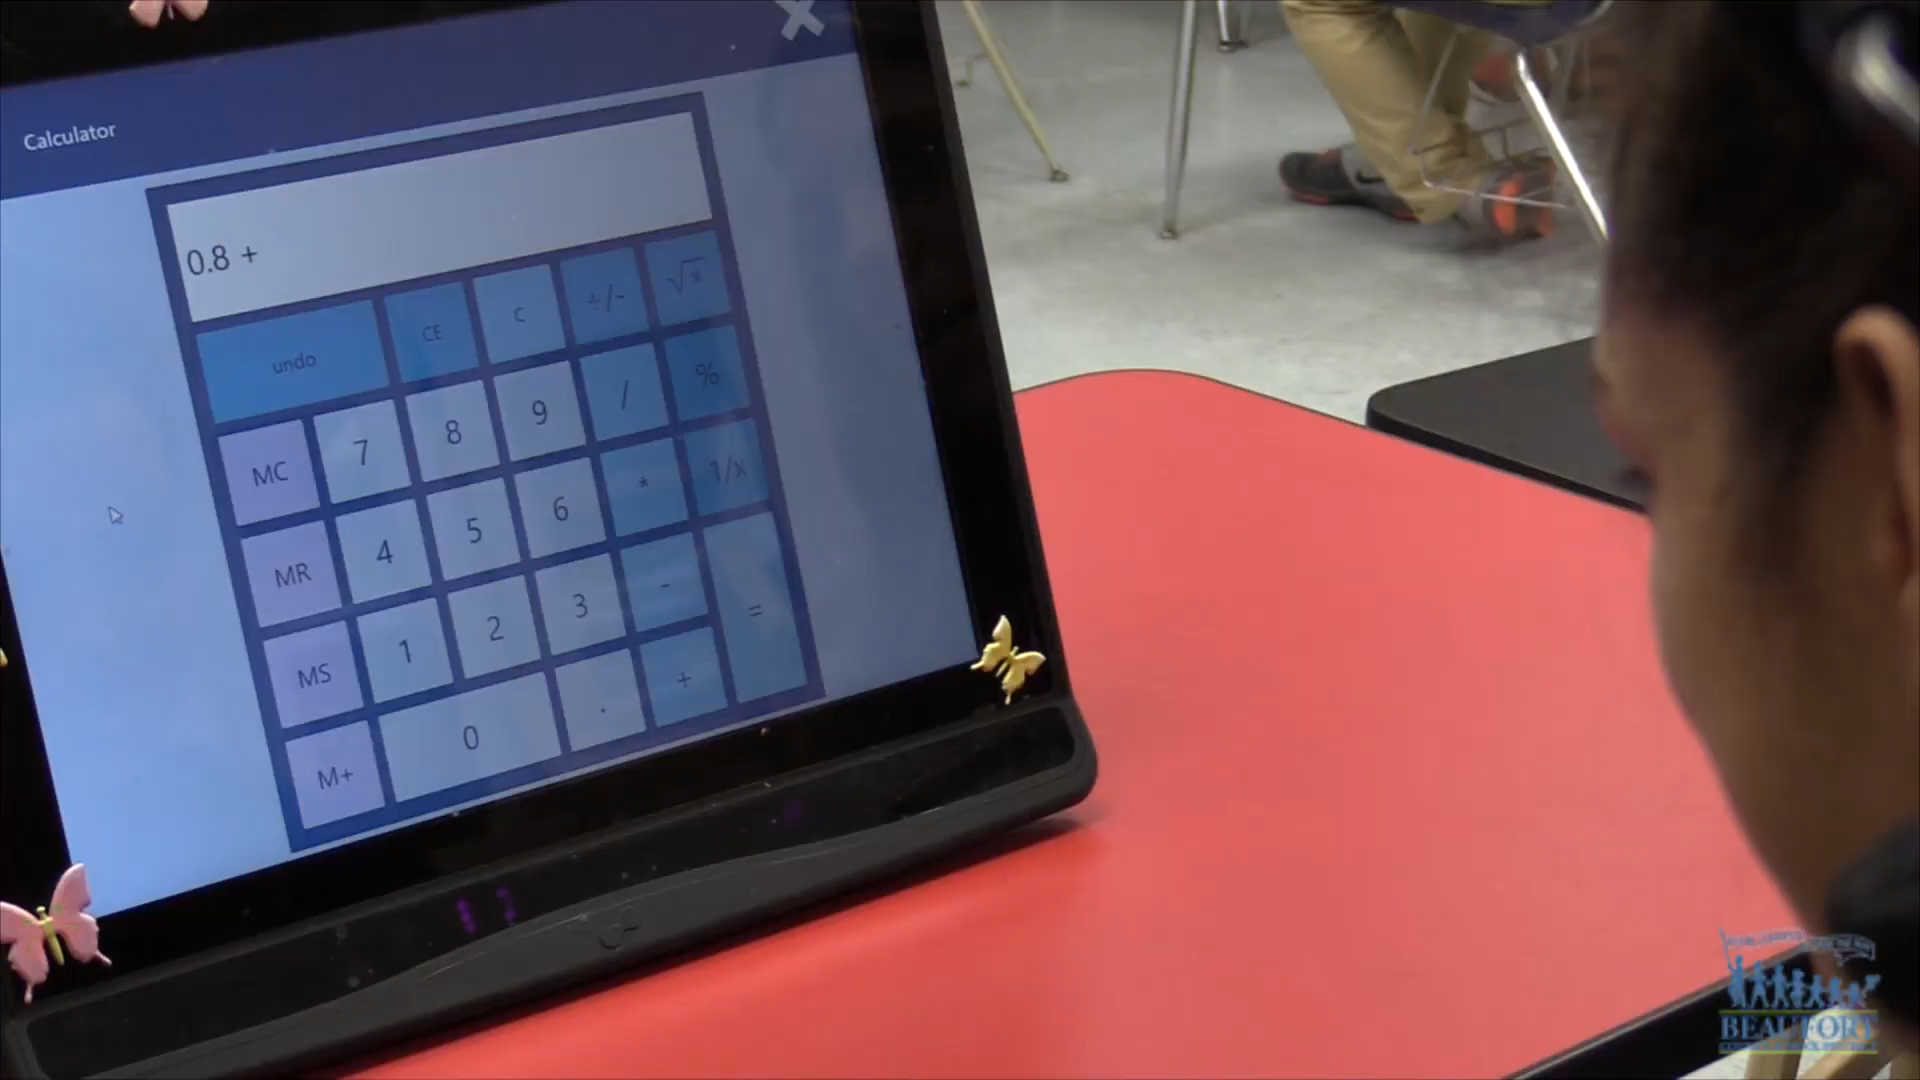 Calculator
0.8 +
undo CE C +/- √x
MC 7 8 9 / %
MR 4 5 6 * 1/x
MS 1 2 3 - =
M+ 0 . +
BEAUFORT